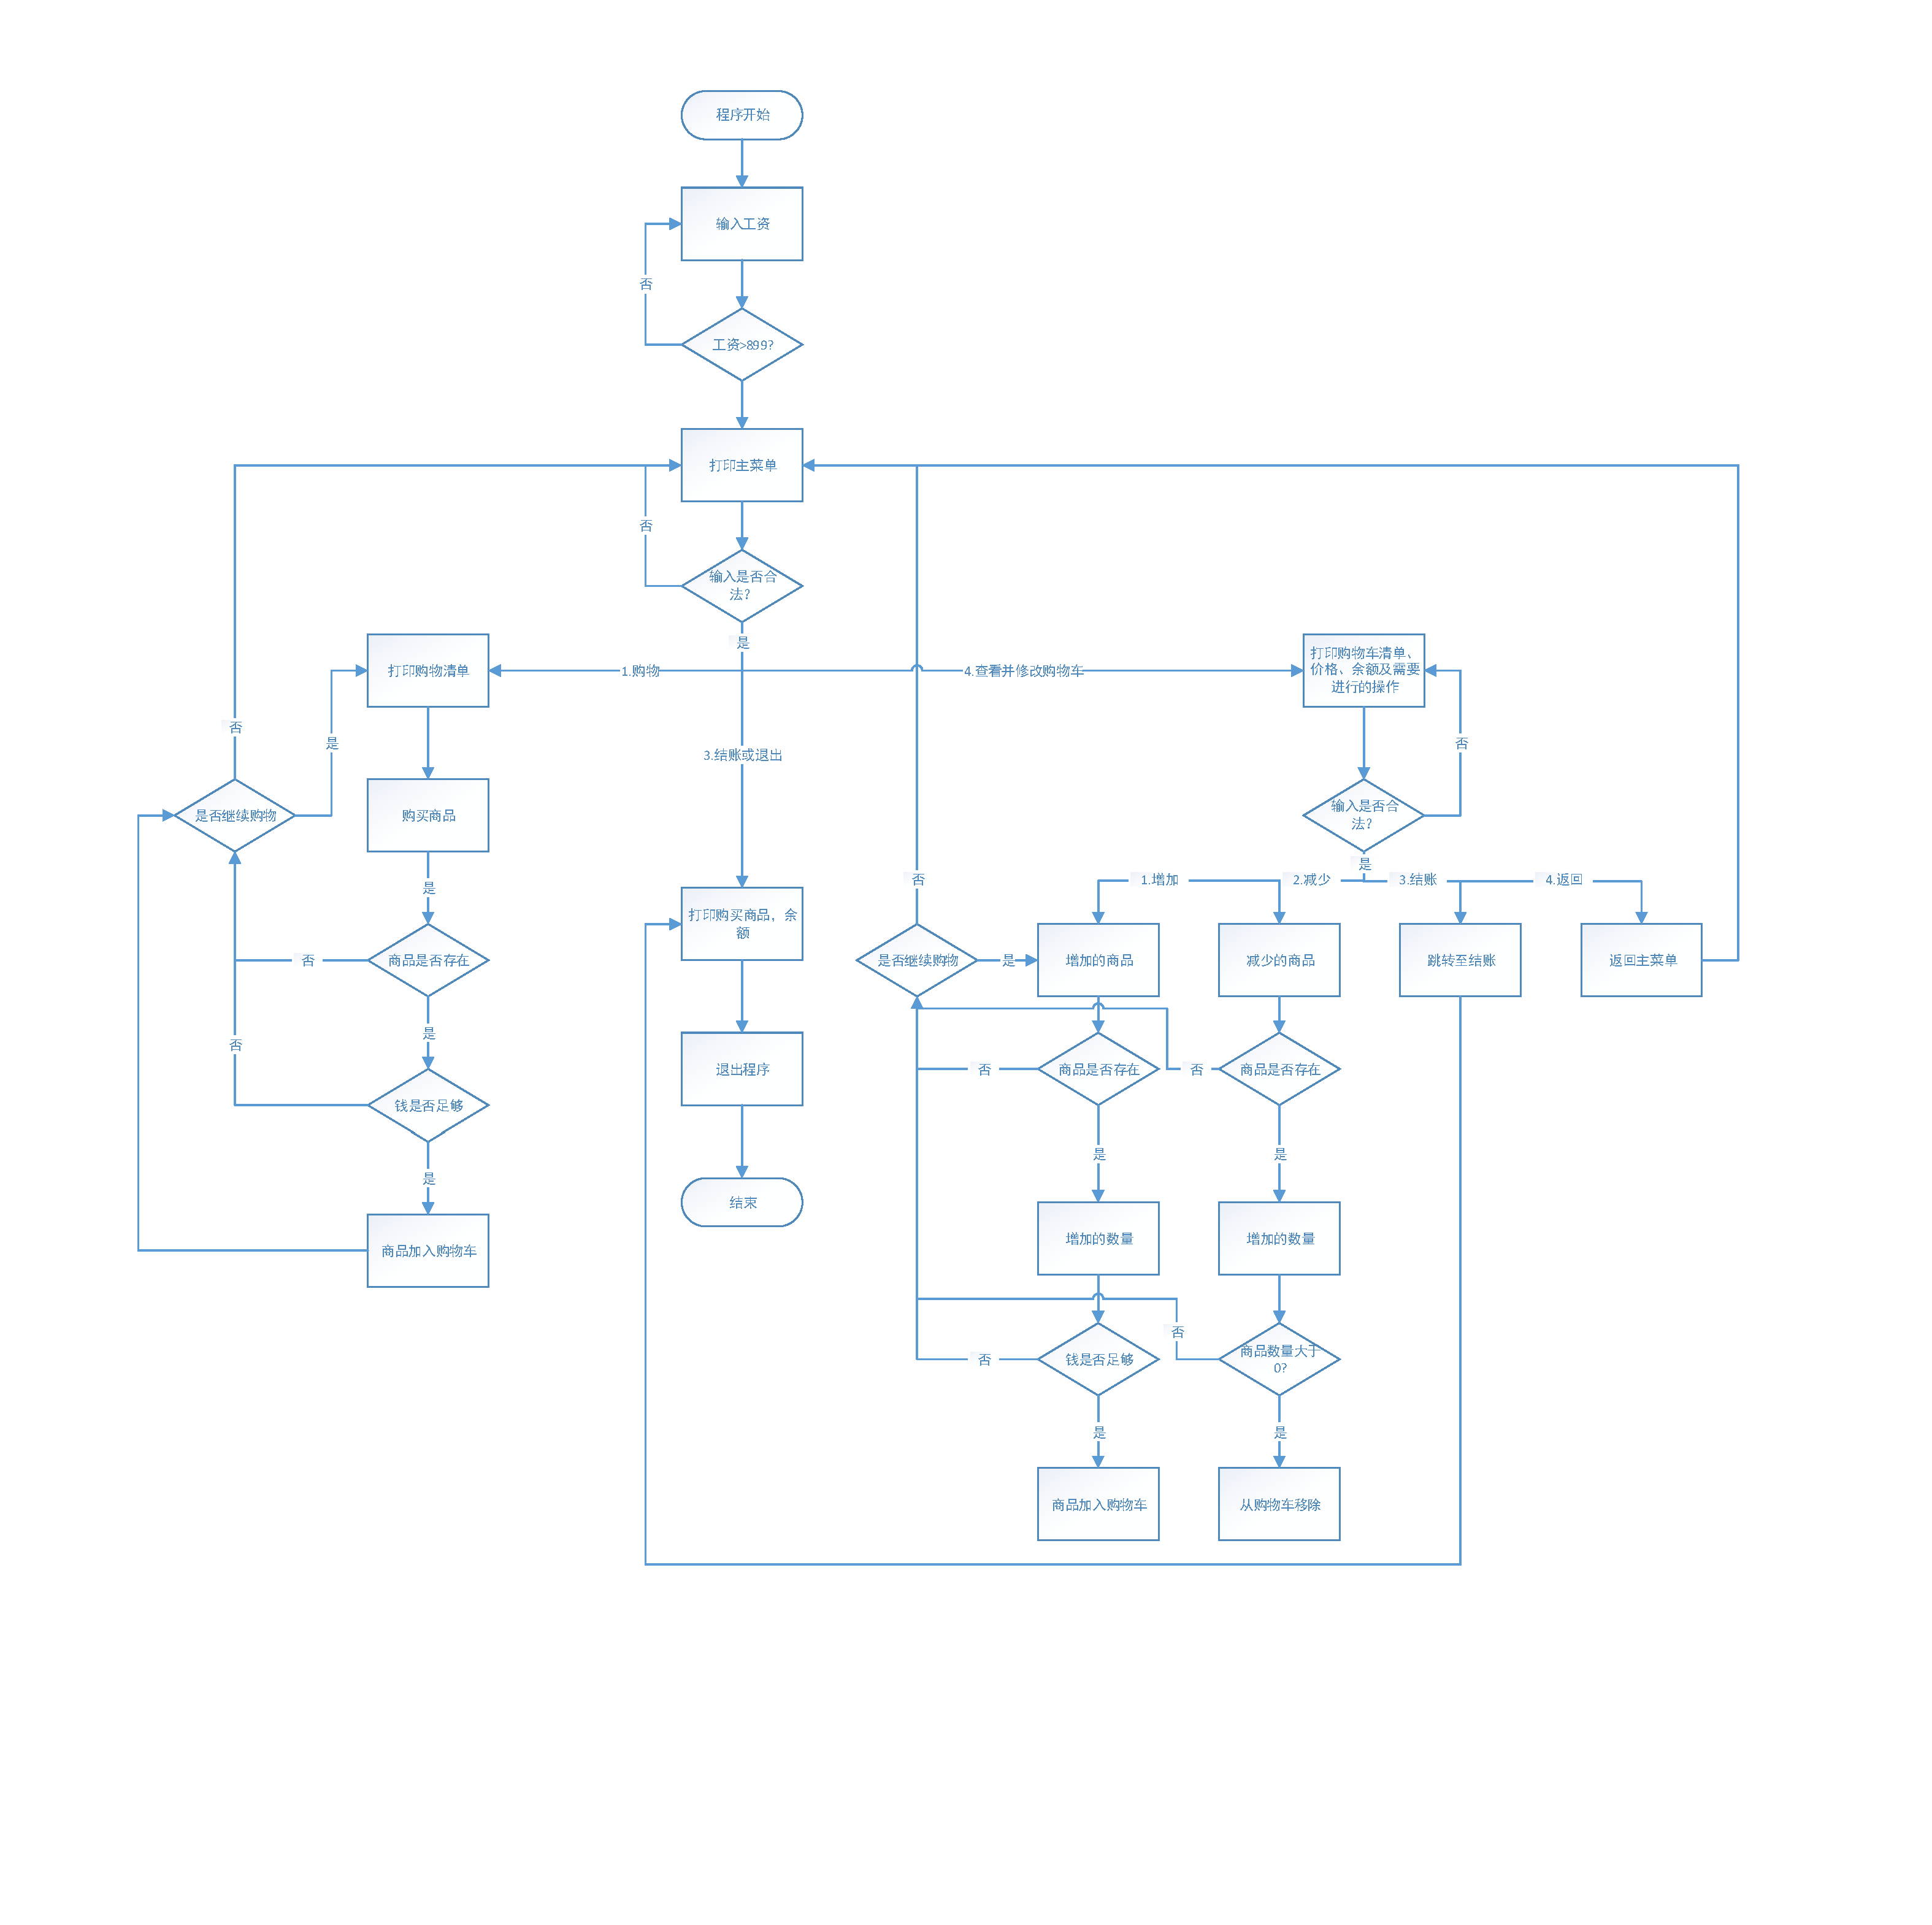 程序开始
输入工资
否
工资>899?
打印主菜单
否
输入是否合
法?
是
打印购物清单
1.购物
4.查看并修改购物车
打印购物车清单、
价格、余额及需要
进行的操作
否
是
3.结账或退出
否
是否继续购物
购买商品
输入是否合
法?
是
是
否
1.增加
2.减少
3.结账
4.返回
打印购买商品，余
额
否
商品是否存在
是否继续购物
是
增加的商品
减少的商品
跳转至结账
返回主菜单
是
否
退出程序
否
商品是否存在
否
商品是否存在
钱是否足够
是
是
是
结束
商品加入购物车
增加的数量
增加的数量
否
否
钱是否足够
商品数量大于
0?
是
是
商品加入购物车
从购物车移除